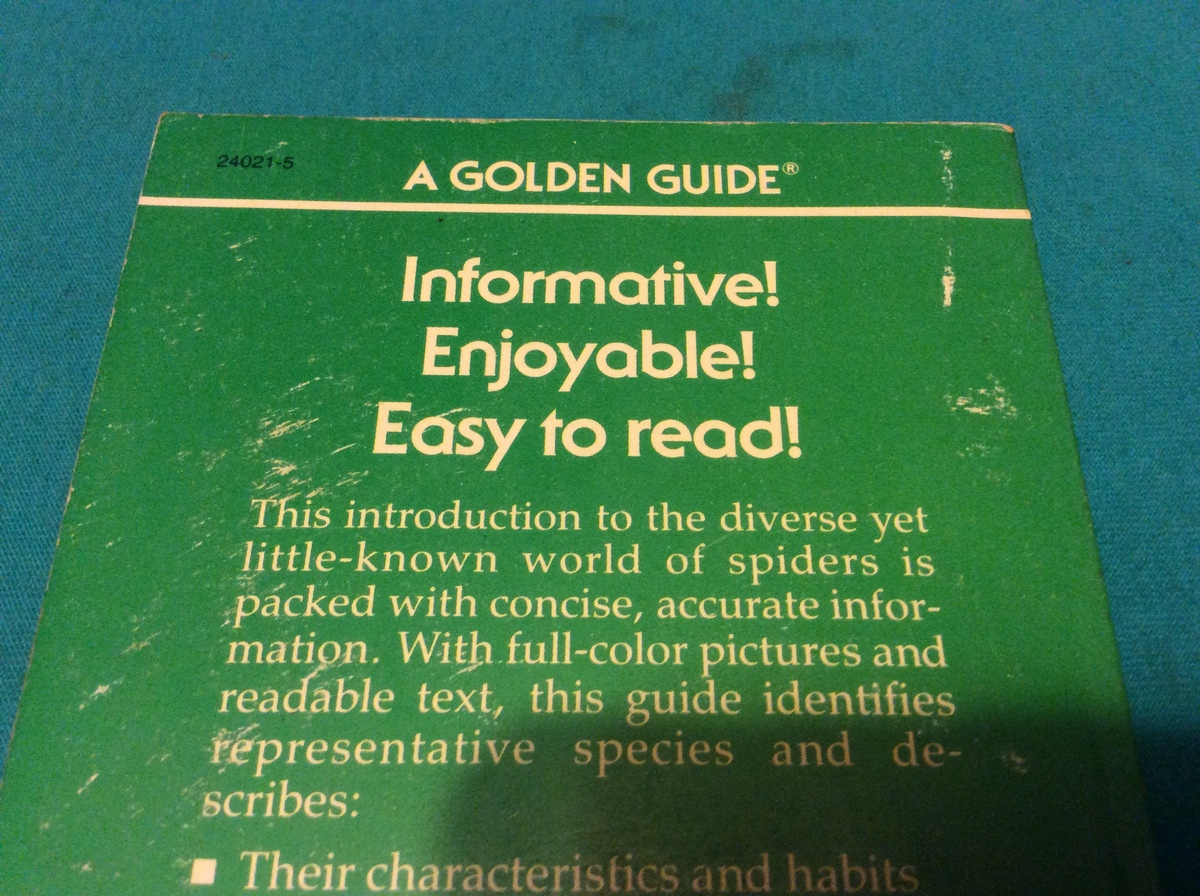 24021-5
A GOLDEN GUIDE®
Informative!
Enjoyable!
Easy to read!
This introduction to the diverse yet
little-known world of spiders is
packed with concise, accurate infor-
mation. With full-color pictures and
readable text, this guide identifies
representative species and de-
scribes:
■ Their characteristics and habits